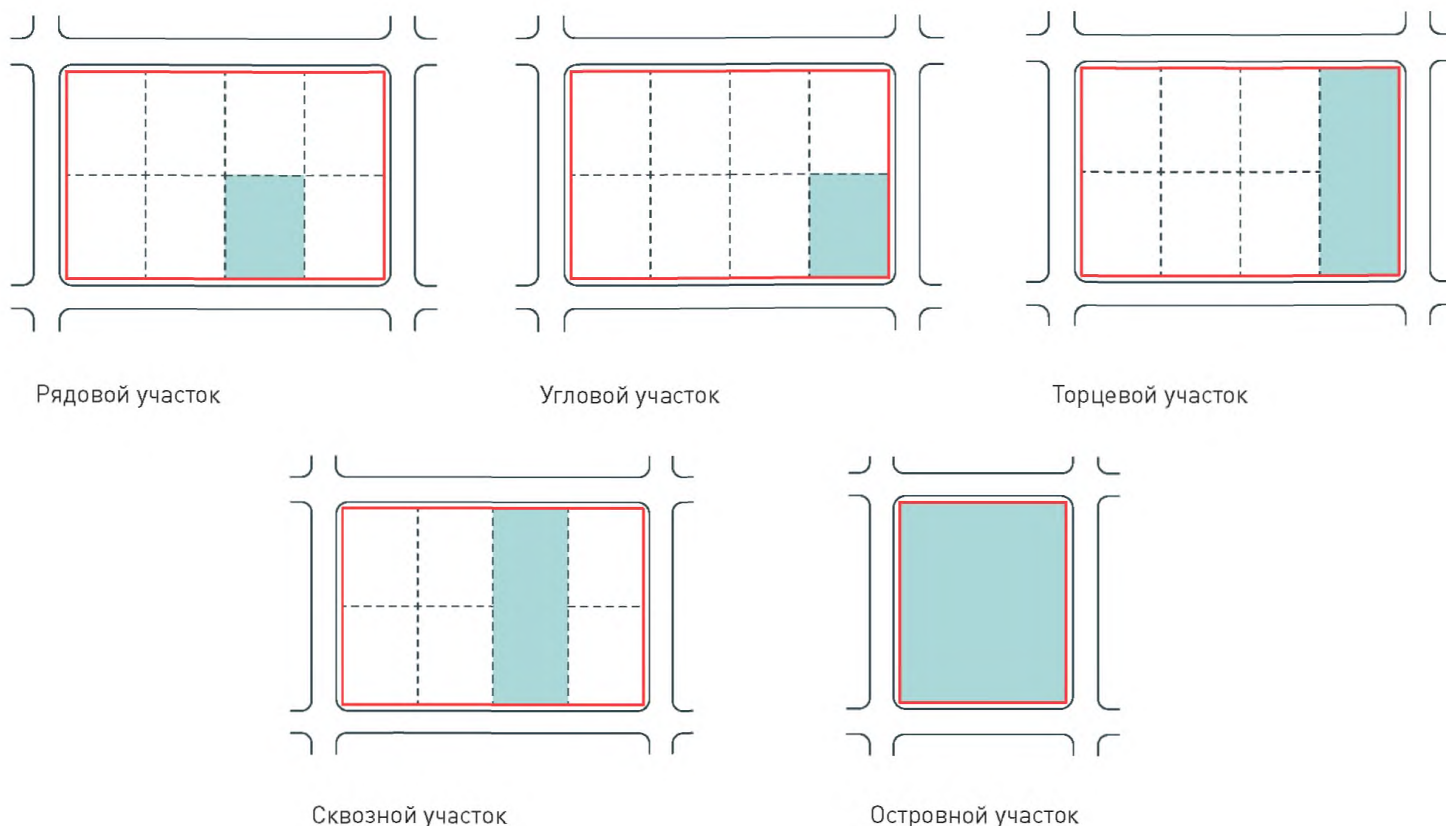 Рядовой участок
Угловой участок
Торцевой участок
Сквозной участок
Островной участок